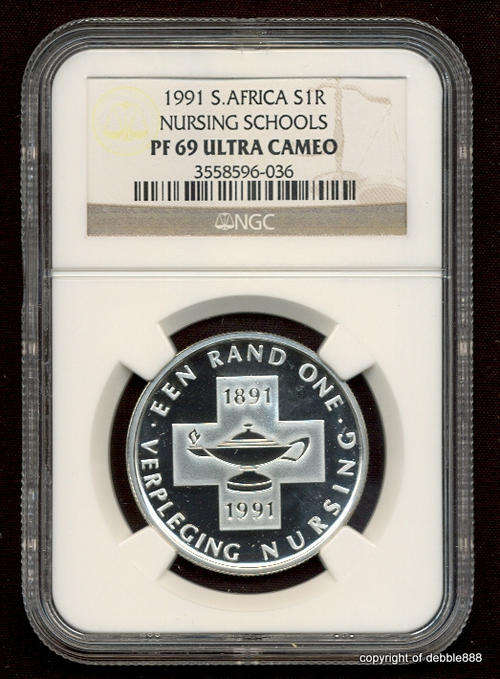 1991 S.AFRICA S1R
NURSING SCHOOLS
PF 69 ULTRA CAMEO
3558596-036
NGC
· EEN RAND ONE ·
1891
1991
VERPLEGING NURSING
copyright of debble888